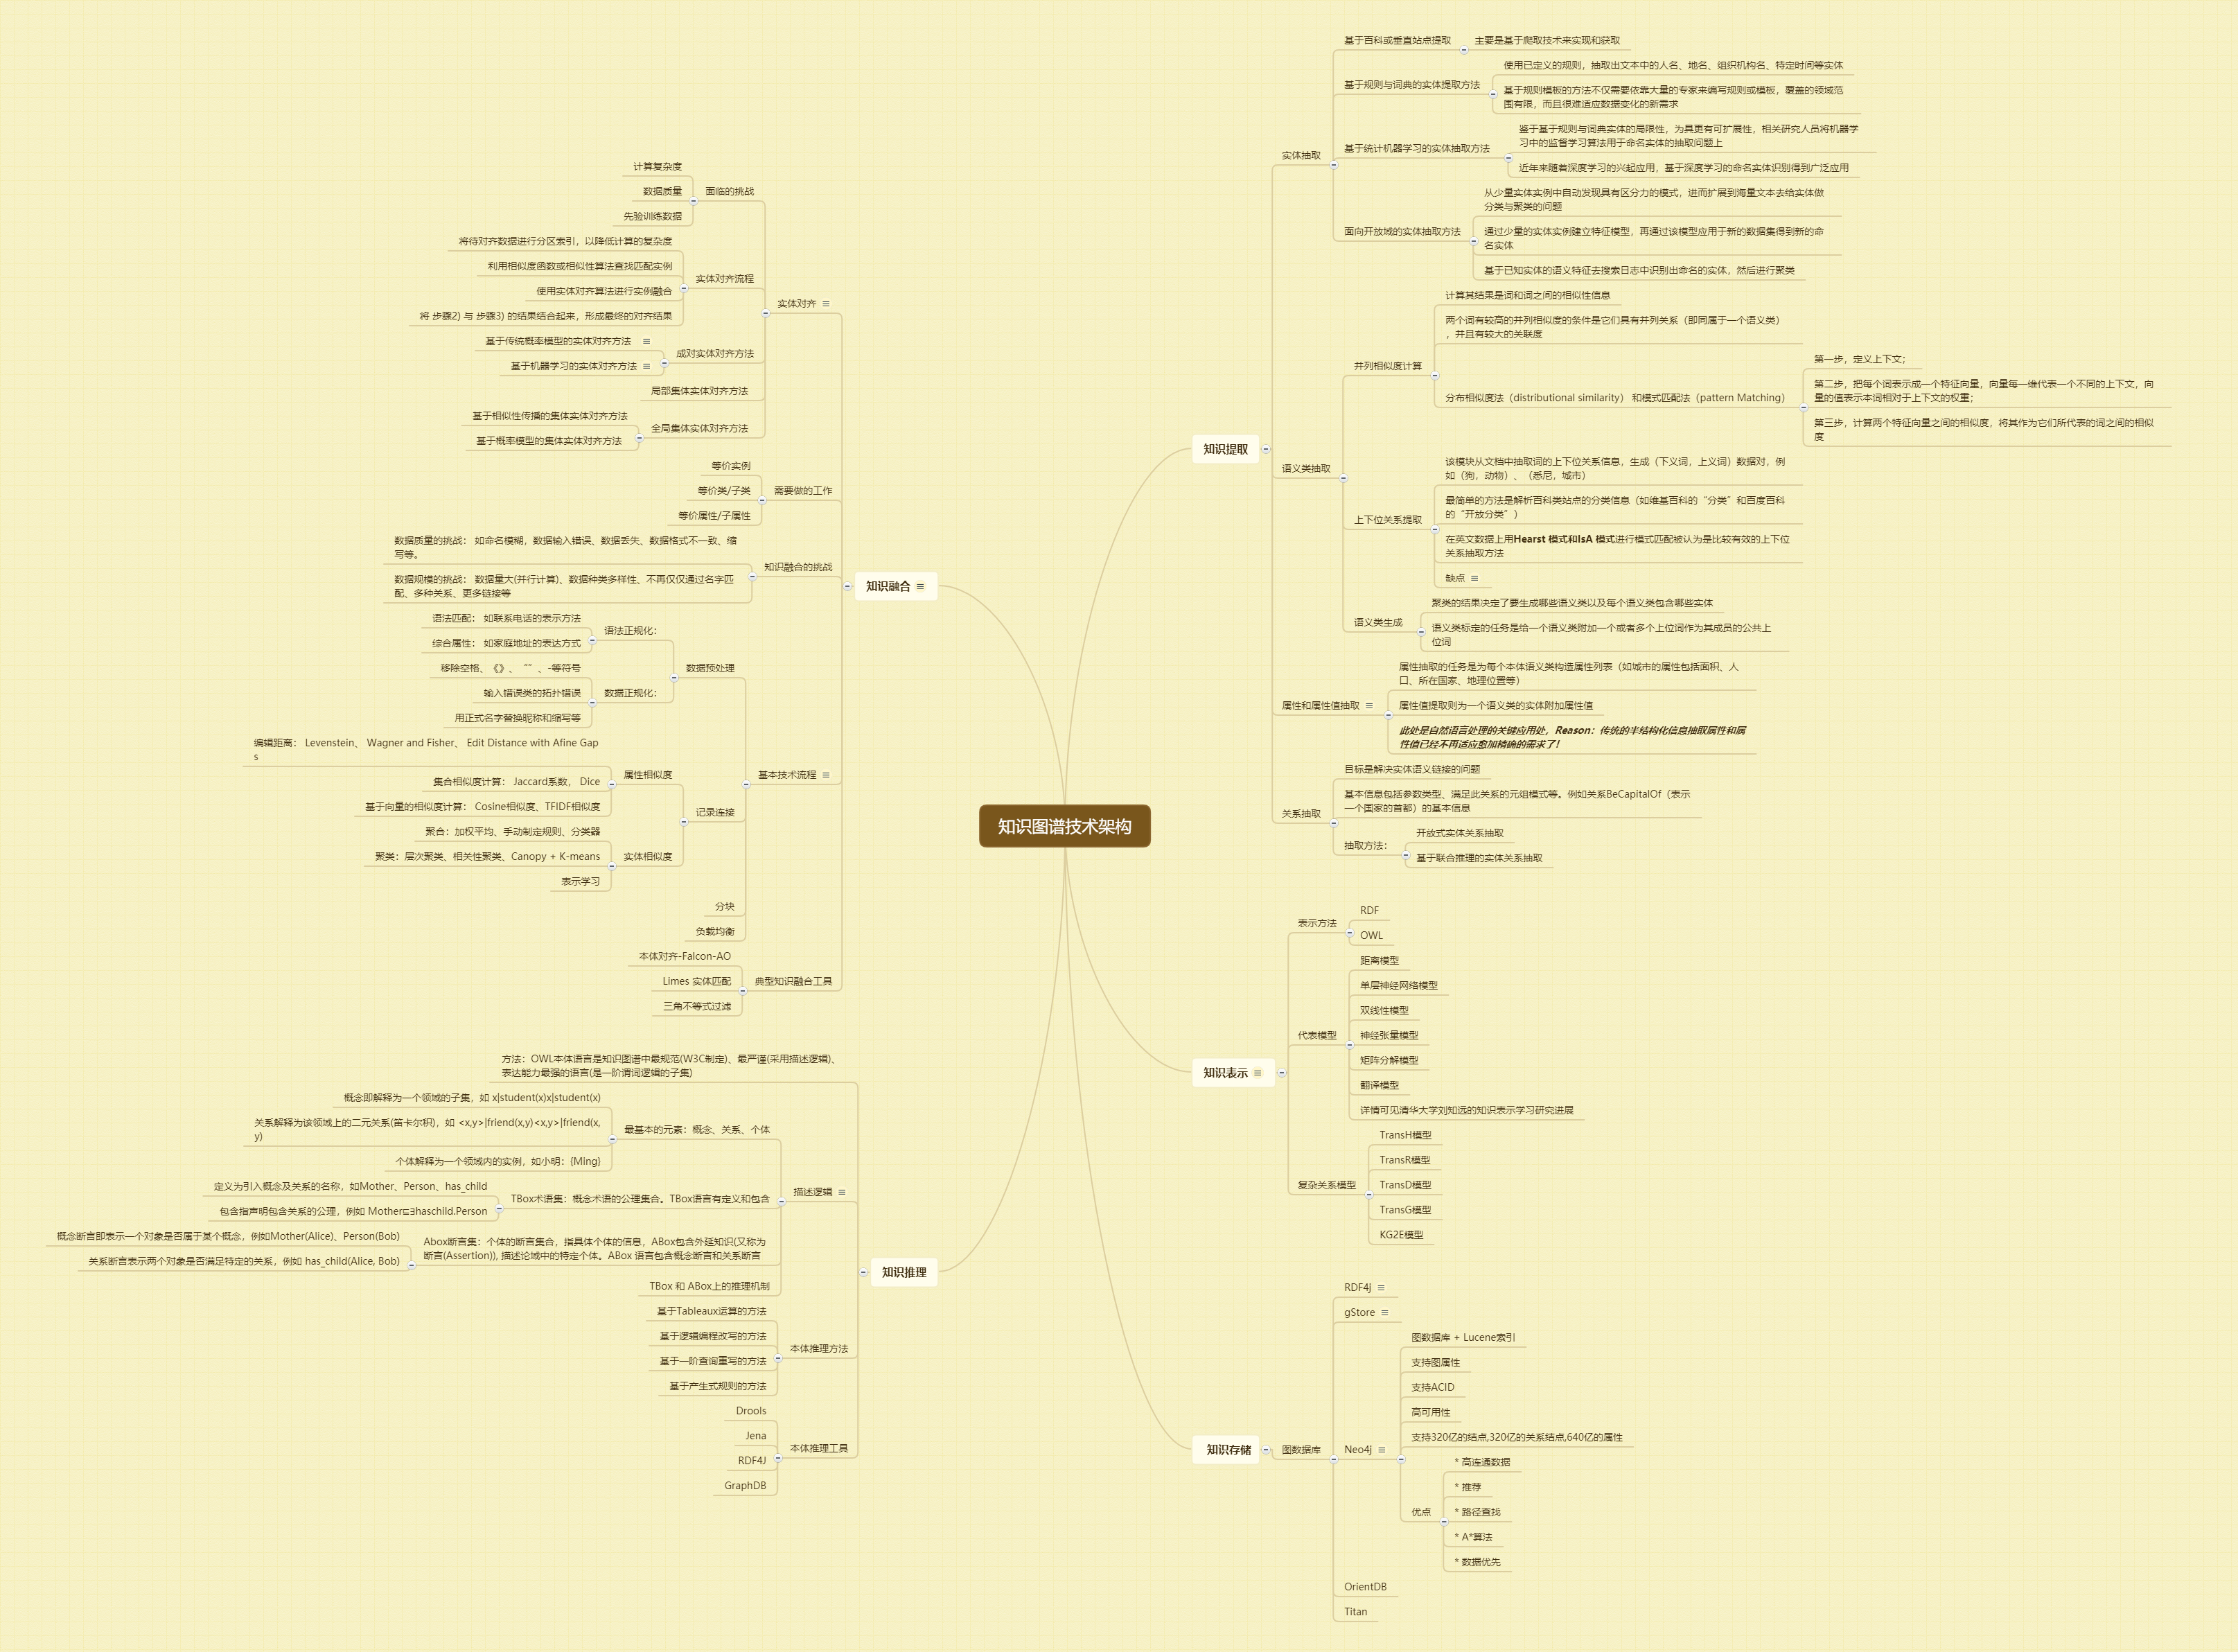 知识图谱技术架构
知识提取
实体抽取
基于百科或垂直站点提取
主要是基于爬取技术来实现和获取
基于规则与词典的实体提取方法
使用已定义的规则，抽取出文本中的人名、地名、组织机构名、特定时间等实体
基于规则模板的方法不仅需要依靠大量的专家来编写规则或模板，覆盖的领域范
围有限，而且很难适应数据变化的新需求
基于统计机器学习的实体抽取方法
鉴于基于规则与词典实体的局限性，为具更有可扩展性，相关研究人员将机器学
习中的监督学习算法用于命名实体的抽取问题上
近年来随着深度学习的兴起应用，基于深度学习的命名实体识别得到广泛应用
面向开放域的实体抽取方法
从少量实体实例中自动发现具有区分力的模式，进而扩展到海量文本去给实体做
分类与聚类的问题
通过少量的实体实例建立特征模型，再通过该模型应用于新的数据集得到新的命
名实体
基于已知实体的语义特征去搜索日志中识别出命名的实体，然后进行聚类
语义类抽取
并列相似度计算
计算其结果是词和词之间的相似性信息
两个词有较高的并列相似度的条件是它们具有并列关系（即同属于一个语义类）
，并且有较大的关联度
分布相似度法（distributional similarity） 和模式匹配法（pattern Matching）
第一步，定义上下文；
第二步，把每个词表示成一个特征向量，向量每一维代表一个不同的上下文，向
量的值表示本词相对于上下文的权重；
第三步，计算两个特征向量之间的相似度，将其作为它们所代表的词之间的相似
度
上下位关系提取
该模块从文档中抽取词的上下位关系信息，生成（下义词，上义词）数据对，例
如（狗，动物）、（悉尼，城市）
最简单的方法是解析百科类站点的分类信息（如维基百科的“分类”和百度百科
的“开放分类”）
在英文数据上用Hearst 模式和IsA 模式进行模式匹配被认为是比较有效的上下位
关系抽取方法
缺点
语义类生成
聚类的结果决定了要生成哪些语义类以及每个语义类包含哪些实体
语义类标定的任务是给一个语义类附加一个或者多个上位词作为其成员的公共上
位词
属性和属性值抽取
属性抽取的任务是为每个本体语义类构造属性列表（如城市的属性包括面积、人
口、所在国家、地理位置等）
属性值提取则为一个语义类的实体附加属性值
此处是自然语言处理的关键应用处，Reason：传统的半结构化信息抽取属性和属
性值已经不再适应愈加精确的需求了！
关系抽取
目标是解决实体语义链接的问题
基本信息包括参数类型、满足此关系的元组模式等。例如关系BeCapitalOf（表示
一个国家的首都）的基本信息
抽取方法：
开放式实体关系抽取
基于联合推理的实体关系抽取
知识表示
表示方法
RDF
OWL
代表模型
距离模型
单层神经网络模型
双线性模型
神经张量模型
矩阵分解模型
翻译模型
详情可见清华大学刘知远的知识表示学习研究进展
复杂关系模型
TransH模型
TransR模型
TransD模型
TransG模型
KG2E模型
知识存储
图数据库
RDF4j
gStore
Neo4j
图数据库 + Lucene索引
支持图属性
支持ACID
高可用性
支持320亿的结点,320亿的关系结点,640亿的属性
优点
* 高连通数据
* 推荐
* 路径查找
* A*算法
* 数据优先
OrientDB
Titan
知识融合
实体对齐
面临的挑战
计算复杂度
数据质量
先验训练数据
实体对齐流程
将待对齐数据进行分区索引，以降低计算的复杂度
利用相似度函数或相似性算法查找匹配实例
使用实体对齐算法进行实例融合
将 步骤2) 与 步骤3) 的结果结合起来，形成最终的对齐结果
成对实体对齐方法
基于传统概率模型的实体对齐方法
基于机器学习的实体对齐方法
局部集体实体对齐方法
全局集体实体对齐方法
基于相似性传播的集体实体对齐方法
基于概率模型的集体实体对齐方法
需要做的工作
等价实例
等价类/子类
等价属性/子属性
知识融合的挑战
数据质量的挑战： 如命名模糊，数据输入错误、数据丢失、数据格式不一致、缩
写等。
数据规模的挑战： 数据量大(并行计算)、数据种类多样性、不再仅仅通过名字匹
配、多种关系、更多链接等
基本技术流程
数据预处理
语法正规化：
语法匹配： 如联系电话的表示方法
综合属性： 如家庭地址的表达方式
数据正规化：
移除空格、《》、“”、-等符号
输入错误类的拓扑错误
用正式名字替换昵称和缩写等
记录连接
属性相似度
编辑距离： Levenstein、 Wagner and Fisher、 Edit Distance with Afine Gap
s
集合相似度计算： Jaccard系数， Dice
基于向量的相似度计算： Cosine相似度、TFIDF相似度
实体相似度
聚合：加权平均、手动制定规则、分类器
聚类：层次聚类、相关性聚类、Canopy + K-means
表示学习
分块
负载均衡
典型知识融合工具
本体对齐-Falcon-AO
Limes 实体匹配
三角不等式过滤
知识推理
方法：OWL本体语言是知识图谱中最规范(W3C制定)、最严谨(采用描述逻辑)、
表达能力最强的语言(是一阶谓词逻辑的子集)
描述逻辑
最基本的元素：概念、关系、个体
概念即解释为一个领域的子集，如 x|student(x)x|student(x)
关系解释为该领域上的二元关系(笛卡尔积)，如 <x,y>|friend(x,y)<x,y>|friend(x,
y)
个体解释为一个领域内的实例，如小明：{Ming}
TBox术语集：概念术语的公理集合。TBox语言有定义和包含
定义为引入概念及关系的名称，如Mother、Person、has_child
包含指声明包含关系的公理，例如 Mother⊑∃haschild.Person
Abox断言集：个体的断言集合，指具体个体的信息，ABox包含外延知识(又称为
断言(Assertion)), 描述论域中的特定个体。ABox 语言包含概念断言和关系断言
概念断言即表示一个对象是否属于某个概念，例如Mother(Alice)、Person(Bob)
关系断言表示两个对象是否满足特定的关系，例如 has_child(Alice, Bob)
TBox 和 ABox上的推理机制
本体推理方法
基于Tableaux运算的方法
基于逻辑编程改写的方法
基于一阶查询重写的方法
基于产生式规则的方法
本体推理工具
Drools
Jena
RDF4J
GraphDB